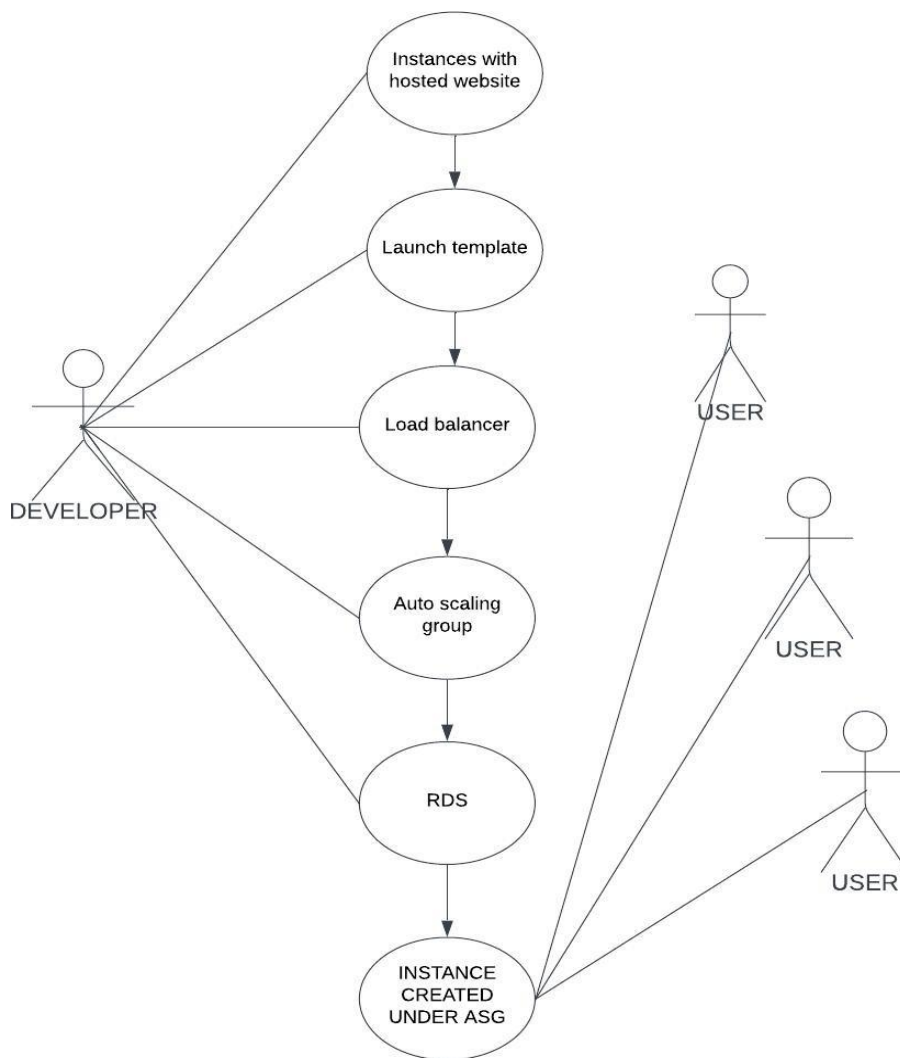 Instances with
hosted website
Launch template
USER
Load balancer
DEVELOPER
Auto scaling
group
USER
RDS
USER
INSTANCE
CREATED
UNDER ASG